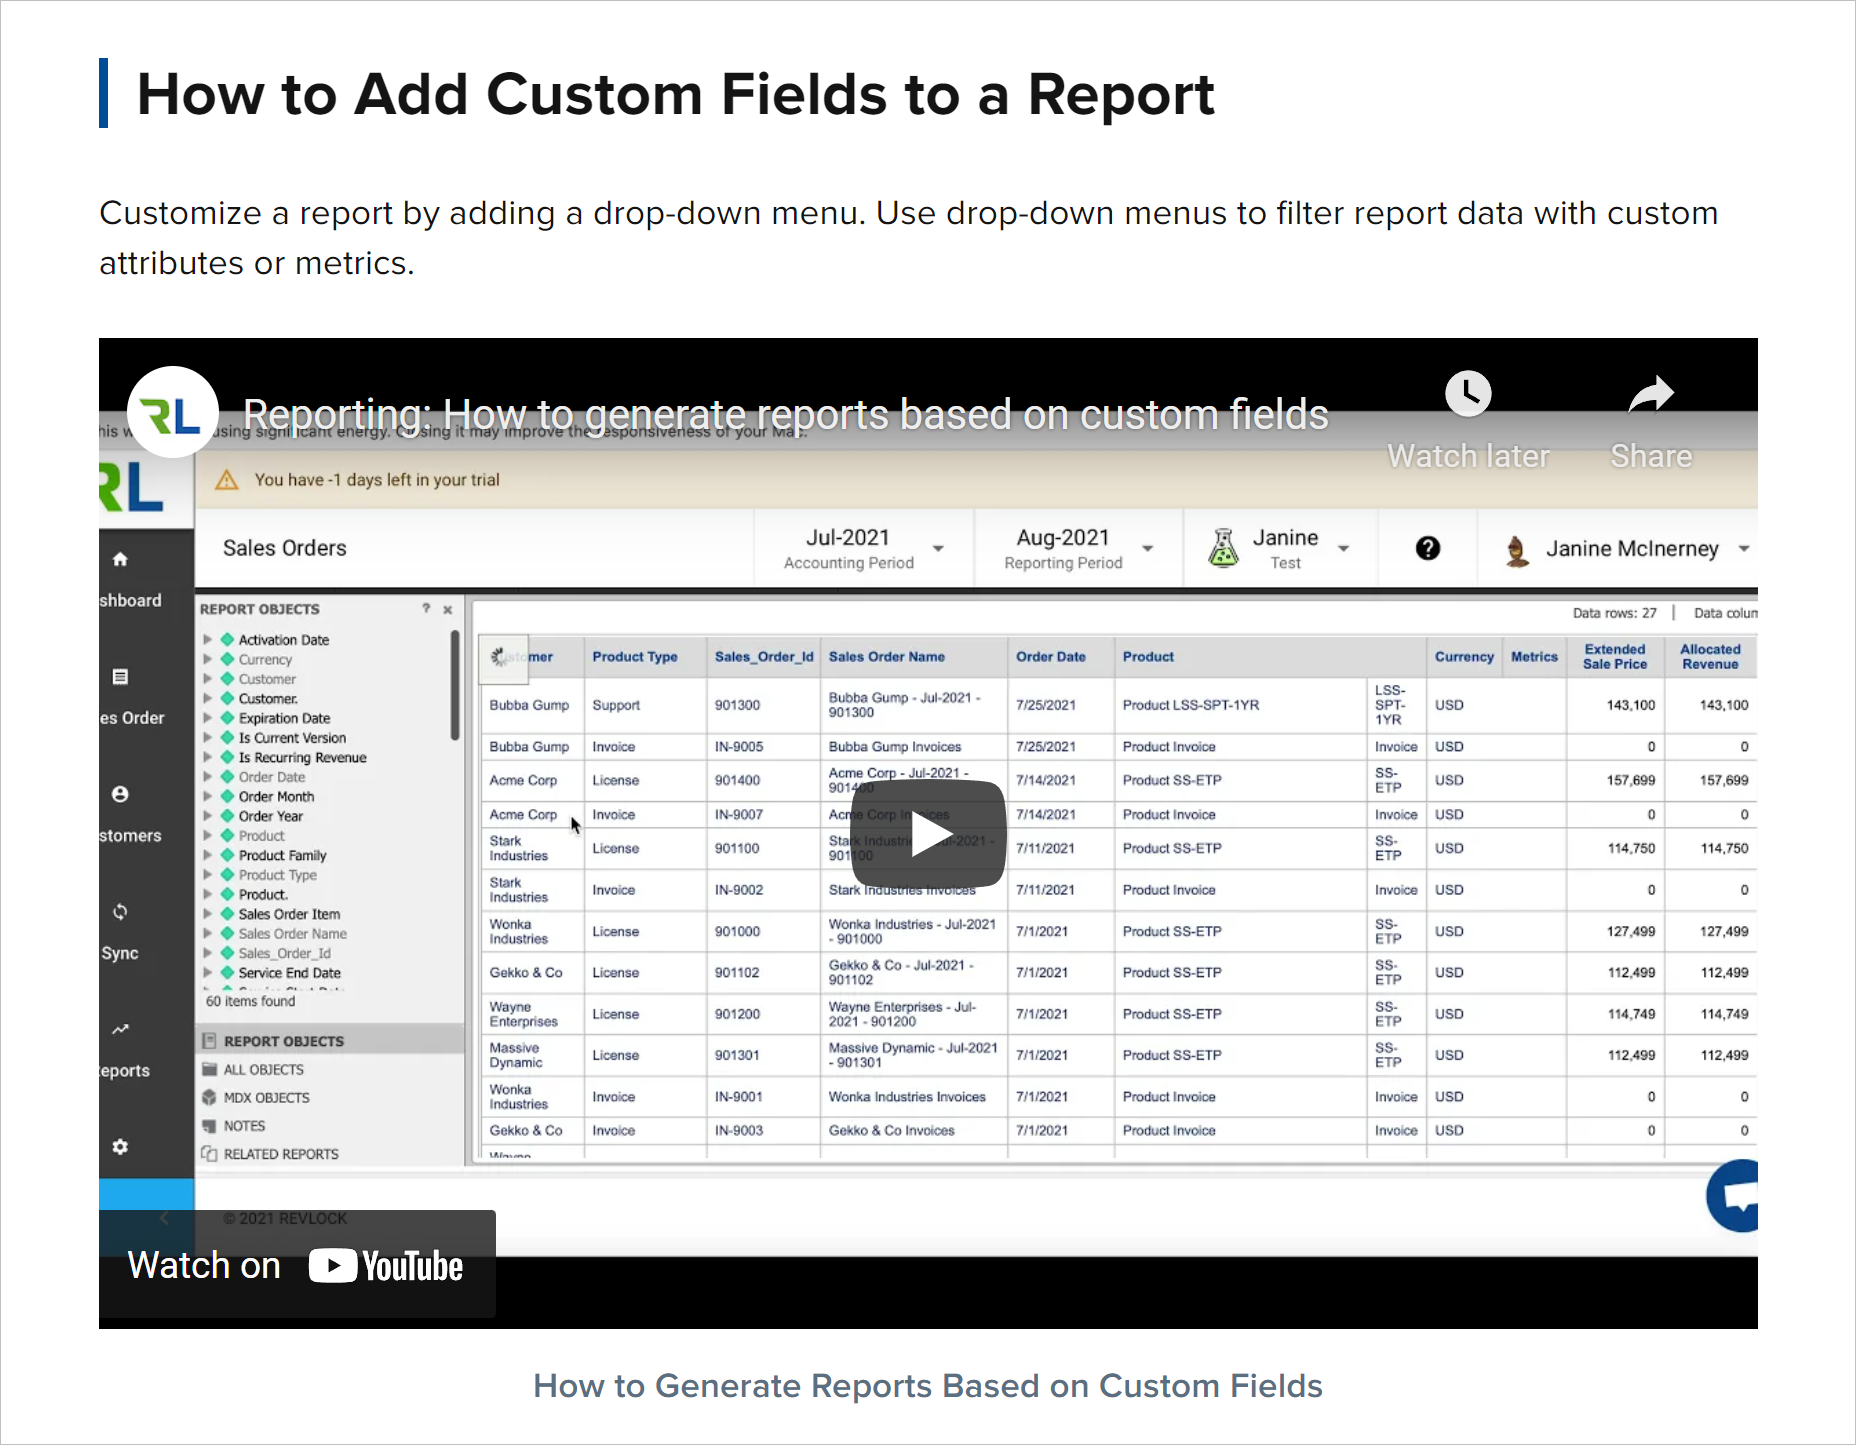 How to Add Custom Fields to a Report
Customize a report by adding a drop-down menu. Use drop-down menus to filter report data with custom
attributes or metrics.
RL
Reporting: How to generate reports based on custom fields
Watch later
Share
using significant energy. Closing it may improve the responsiveness of your Mac.
RL
You have -1 days left in your trial
Sales Orders
Jul-2021
Accounting Period
Aug-2021
Reporting Period
Janine
Test
?
Janine McInerney
shboard
es Order
stomers
Sync
eports
REPORT OBJECTS ? x
Activation Date
Currency
Customer
Customer.
Expiration Date
Is Current Version
Is Recurring Revenue
Order Date
Order Month
Order Year
Product
Product Family
Product Type
Product.
Sales Order Item
Sales Order Name
Sales_Order_Id
Service End Date
60 items found
REPORT OBJECTS
ALL OBJECTS
MDX OBJECTS
NOTES
RELATED REPORTS
Data rows: 27 | Data colum
stomer Product Type Sales_Order_Id Sales Order Name Order Date Product Currency Metrics Extended Sale Price Allocated Revenue
Bubba Gump Support 901300 Bubba Gump - Jul-2021 - 901300 7/25/2021 Product LSS-SPT-1YR LSS-SPT-1YR USD 143,100 143,100
Bubba Gump Invoice IN-9005 Bubba Gump Invoices 7/25/2021 Product Invoice Invoice USD 0 0
Acme Corp License 901400 Acme Corp - Jul-2021 - 901400 7/14/2021 Product SS-ETP SS-ETP USD 157,699 157,699
Acme Corp Invoice IN-9007 Acme Corp Invoices 7/14/2021 Product Invoice Invoice USD 0 0
Stark Industries License 901100 Stark Industries - Jul-2021 - 901100 7/11/2021 Product SS-ETP SS-ETP USD 114,750 114,750
Stark Industries Invoice IN-9002 Stark Industries Invoices 7/11/2021 Product Invoice Invoice USD 0 0
Wonka Industries License 901000 Wonka Industries - Jul-2021 - 901000 7/1/2021 Product SS-ETP SS-ETP USD 127,499 127,499
Gekko & Co License 901102 Gekko & Co - Jul-2021 - 901102 7/1/2021 Product SS-ETP SS-ETP USD 112,499 112,499
Wayne Enterprises License 901200 Wayne Enterprises - Jul-2021 - 901200 7/1/2021 Product SS-ETP SS-ETP USD 114,749 114,749
Massive Dynamic License 901301 Massive Dynamic - Jul-2021 - 901301 7/1/2021 Product SS-ETP SS-ETP USD 112,499 112,499
Wonka Industries Invoice IN-9001 Wonka Industries Invoices 7/1/2021 Product Invoice Invoice USD 0 0
Gekko & Co Invoice IN-9003 Gekko & Co Invoices 7/1/2021 Product Invoice Invoice USD 0 0
© 2021 REVLOCK
Watch on YouTube
How to Generate Reports Based on Custom Fields